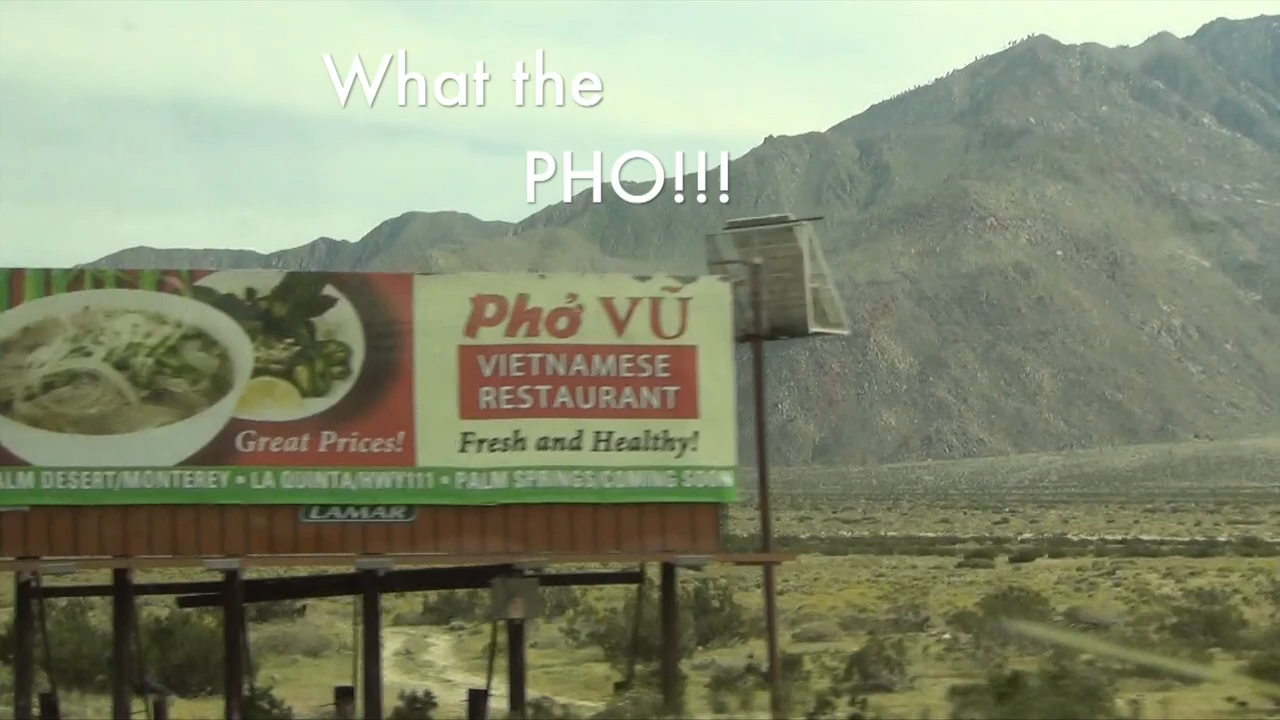 What the
PHO!!!
Phở VŨ
VIETNAMESE
RESTAURANT
Great Prices!
Fresh and Healthy!
ALM DESERT/MONTEREY • LA QUINTA/HWY111 • PALM SPRINGS/COMING SOON
LAMAR